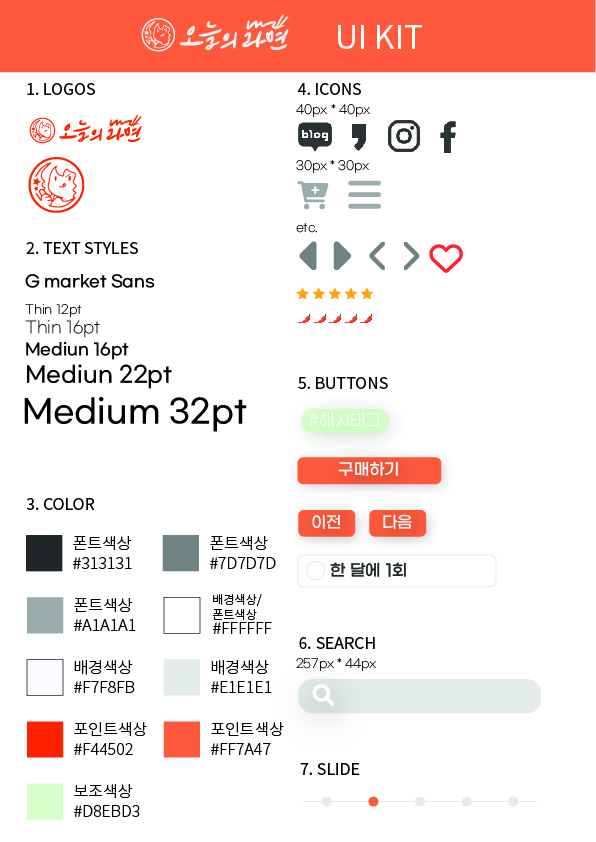 오늘의 라면 UI KIT
1. LOGOS
오늘의 라면
2. TEXT STYLES
G market Sans
Thin 12pt
Thin 16pt
Mediun 16pt
Mediun 22pt
Medium 32pt
3. COLOR
폰트색상
#313131
폰트색상
#7D7D7D
폰트색상
#A1A1A1
배경색상/
폰트색상
#FFFFFF
배경색상
#F7F8FB
배경색상
#E1E1E1
포인트색상
#F44502
포인트색상
#FF7A47
보조색상
#D8EBD3
4. ICONS
40px * 40px
blog
30px * 30px
etc.
5. BUTTONS
#해시태그
구매하기
이전 다음
한 달에 1회
6. SEARCH
257px * 44px
7. SLIDE